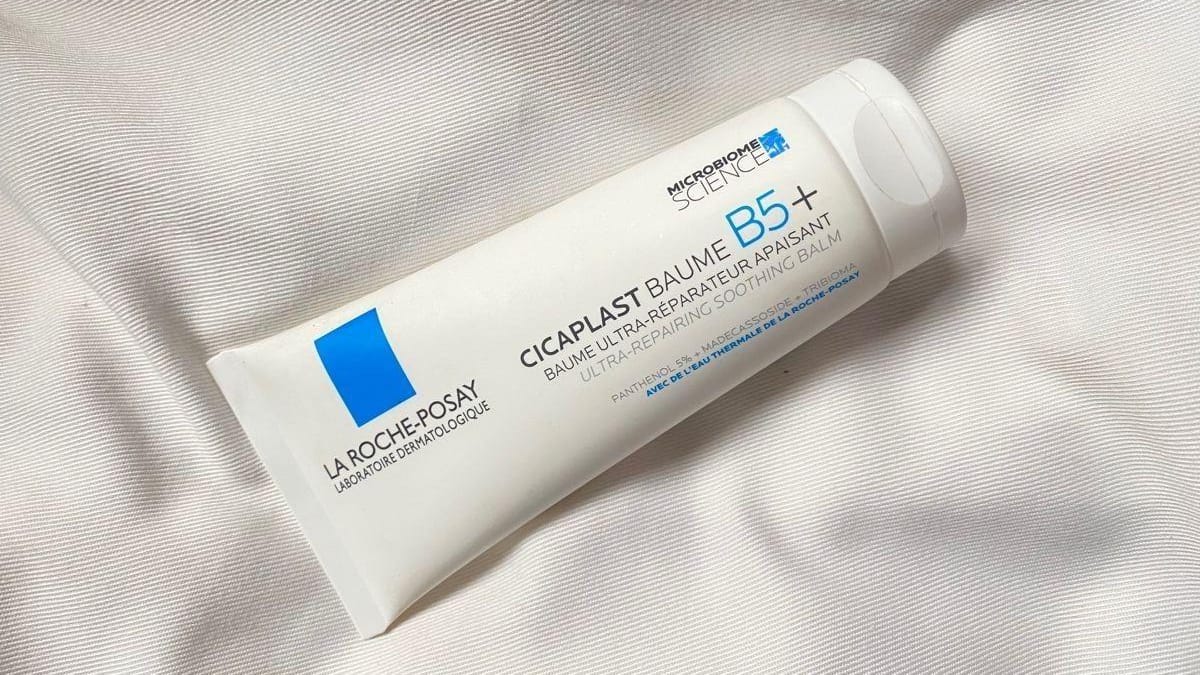 MICROBIOME
SCIENCE
CICAPLAST BAUME B5+
BAUME ULTRA-RÉPARATEUR APAISANT
ULTRA-REPAIRING SOOTHING BALM
PANTHENOL 5% + MADECASSOSIDE + TRIBIOMA
AVEC DE L'EAU THERMALE DE LA ROCHE-POSAY
LA ROCHE-POSAY
LABORATOIRE DERMATOLOGIQUE